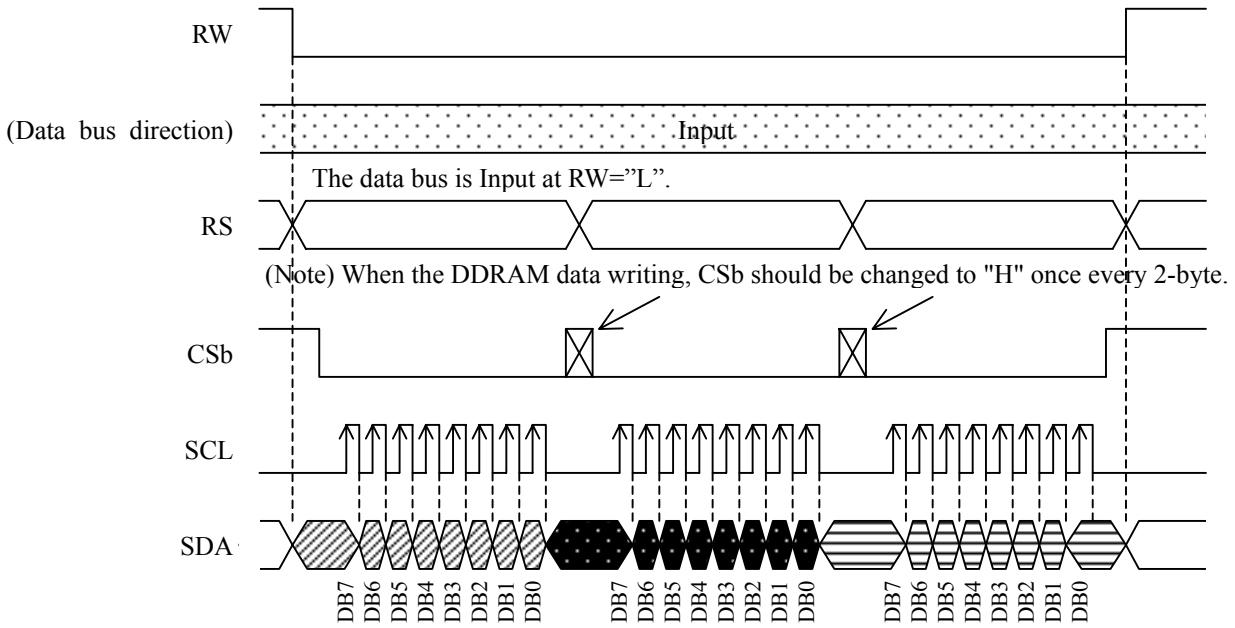 RW
(Data bus direction) Input
The data bus is Input at RW=”L”.
RS
(Note) When the DDRAM data writing, CSb should be changed to "H" once every 2-byte.
CSb
SCL
SDA
DB7 DB6 DB5 DB4 DB3 DB2 DB1 DB0 DB7 DB6 DB5 DB4 DB3 DB2 DB1 DB0 DB7 DB6 DB5 DB4 DB3 DB2 DB1 DB0